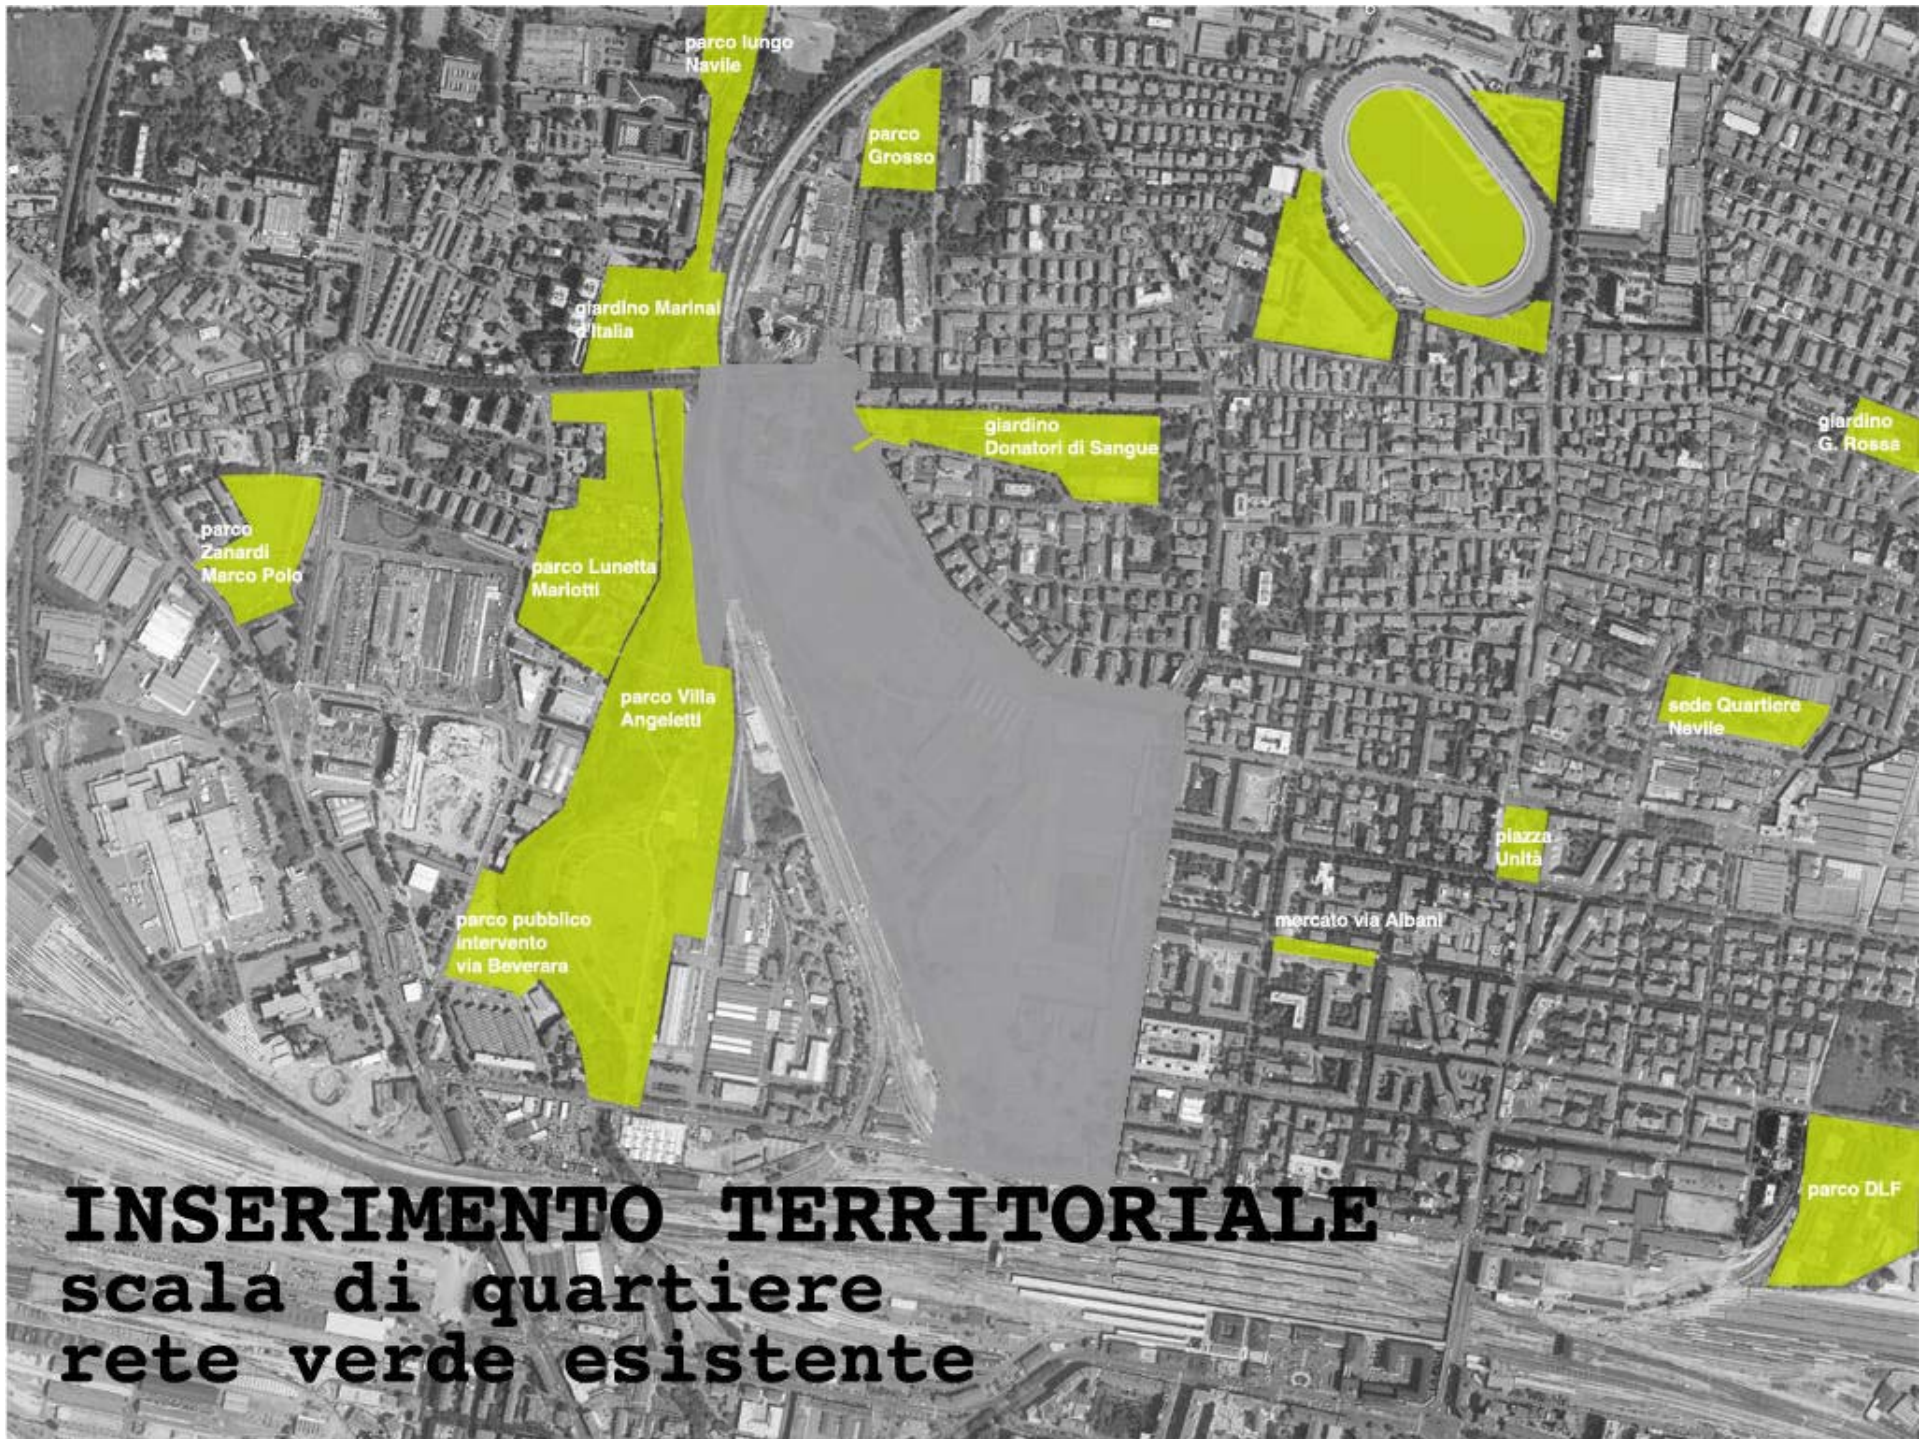 parco lungo
Navile
parco
Grosso
giardino Marinai
d'Italia
giardino
Donatori di Sangue
giardino
G. Rossa
parco
Zanardi
Marco Polo
parco Lunetta
Mariotti
parco Villa
Angeletti
sede Quartiere
Navile
piazza
Unità
parco pubblico
intervento
via Beverara
mercato via Albani
parco DLF
INSERIMENTO TERRITORIALE
scala di quartiere
rete verde esistente